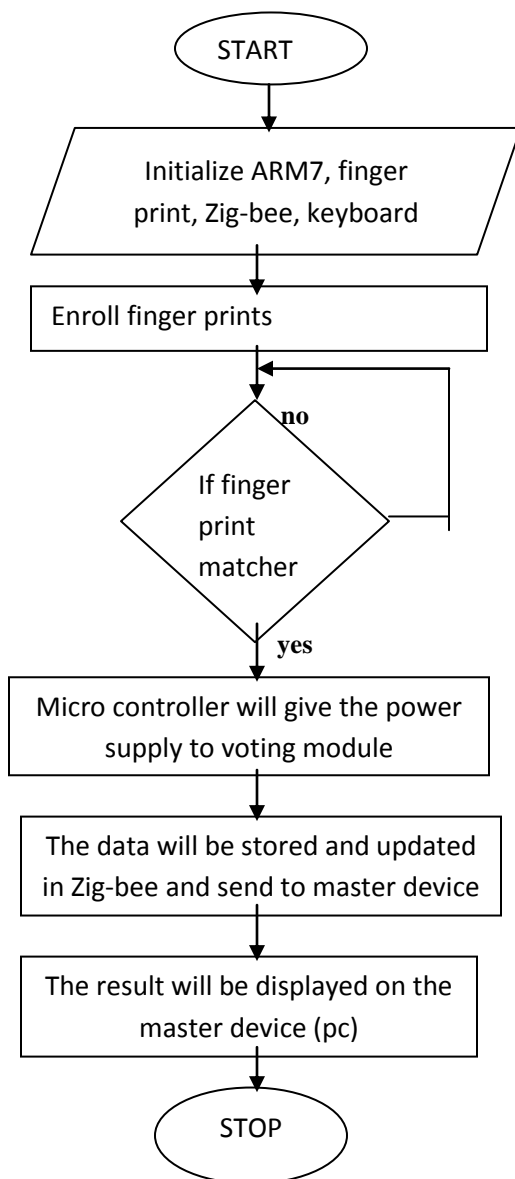 START
Initialize ARM7, finger
print, Zig-bee, keyboard
Enroll finger prints
no
If finger
print
matcher
yes
Micro controller will give the power
supply to voting module
The data will be stored and updated
in Zig-bee and send to master device
The result will be displayed on the
master device (pc)
STOP